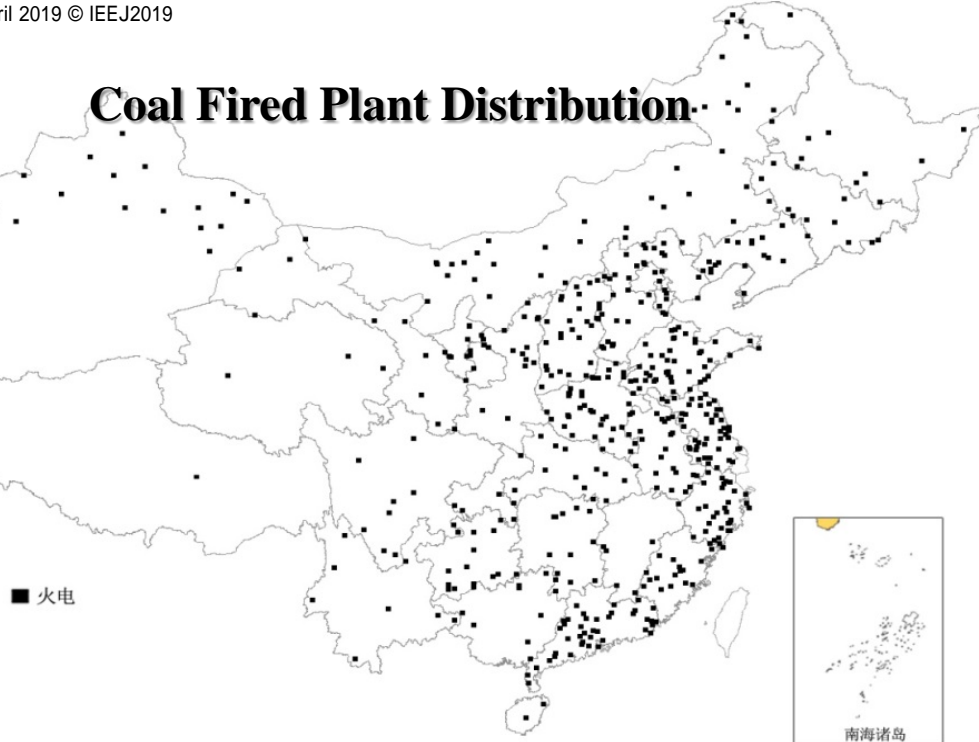 ril 2019 © IEEJ2019
Coal Fired Plant Distribution
火电
南海诸岛